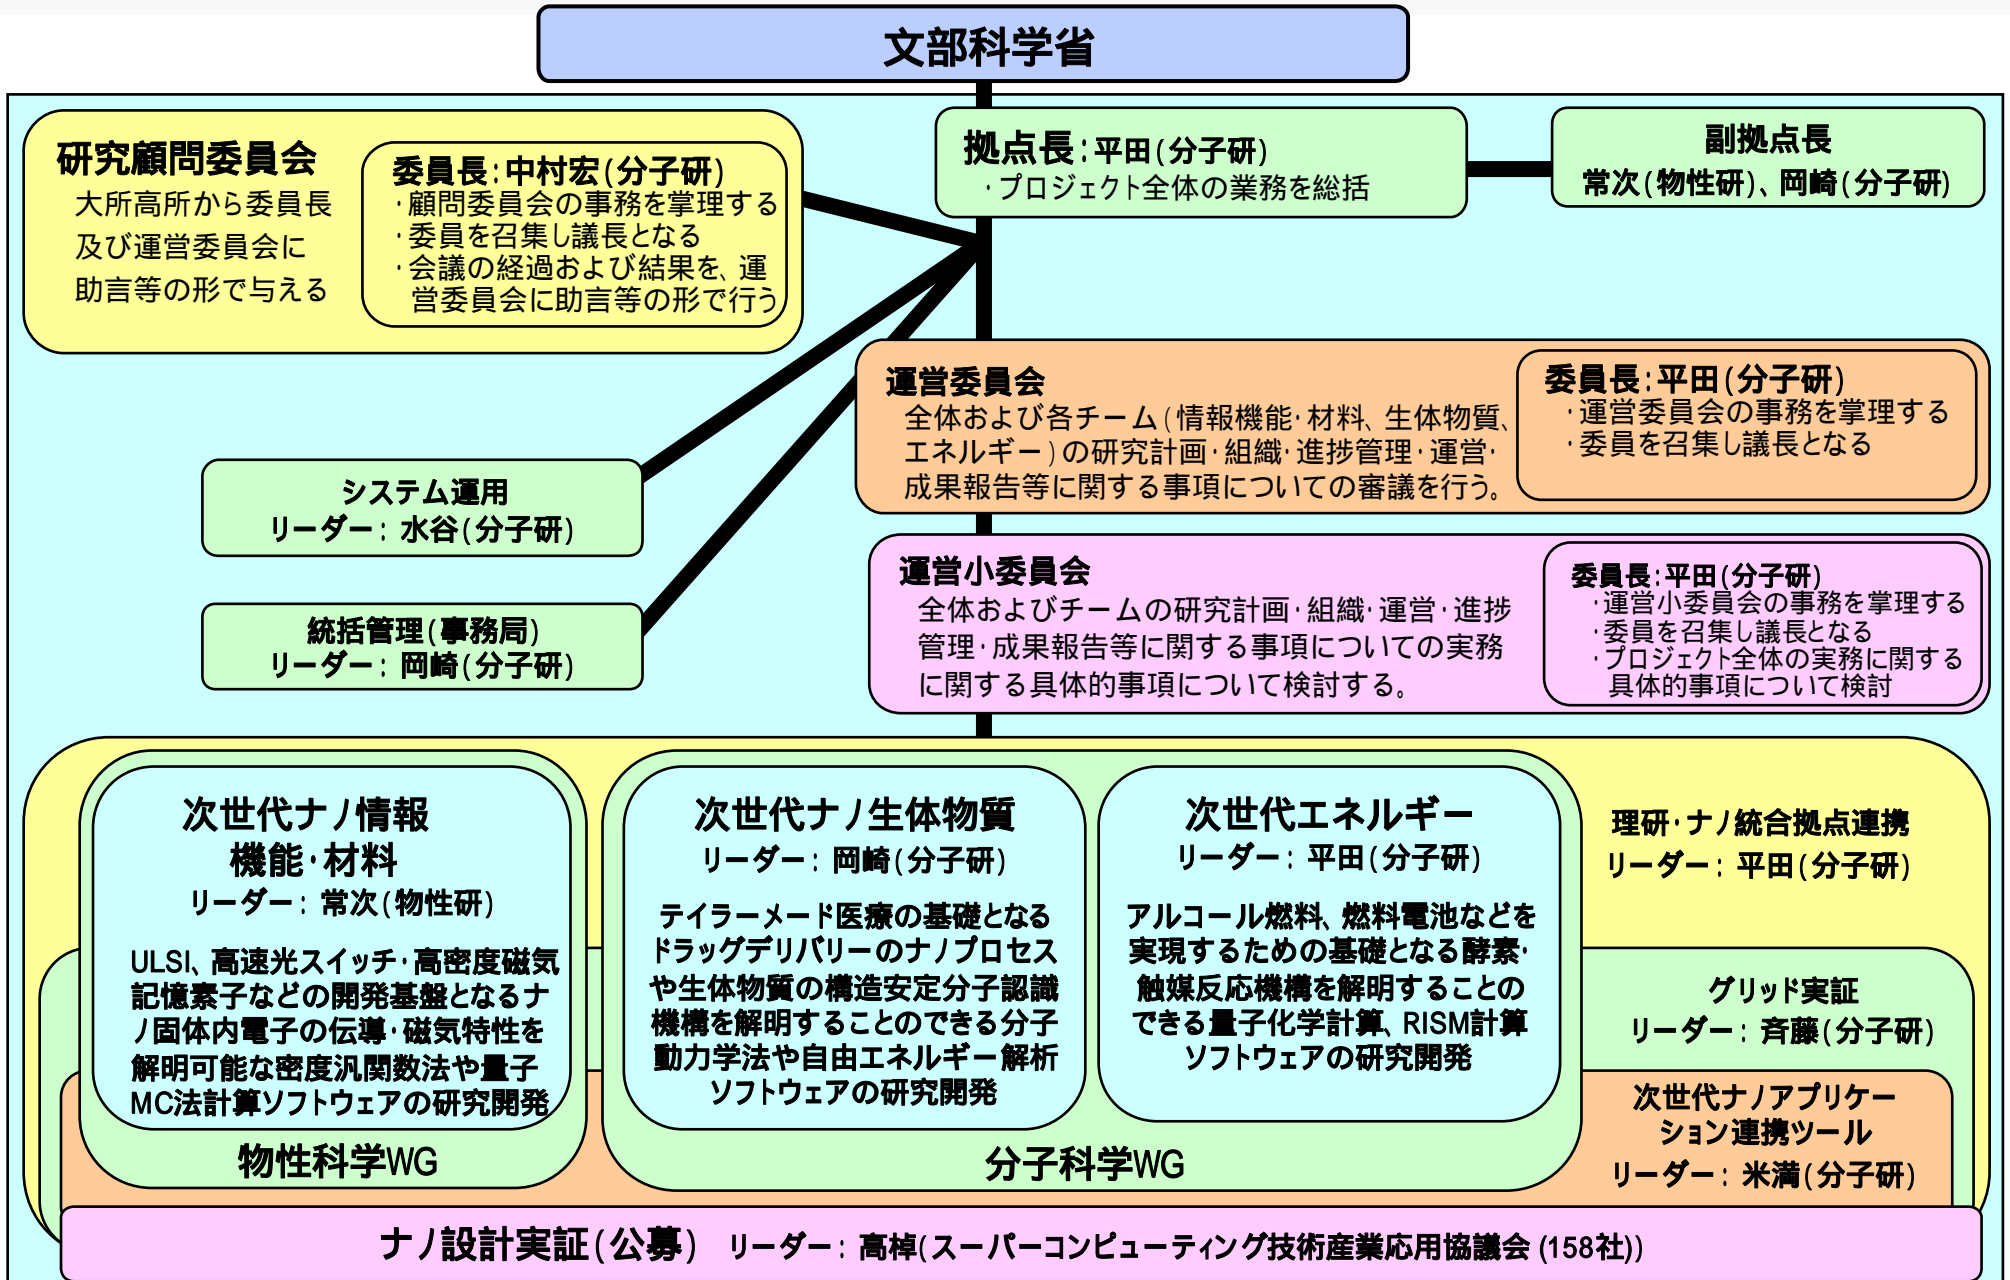 文部科学省
研究顧問委員会
大所高所から委員長
及び運営委員会に
助言等の形で与える
委員長:中村宏(分子研)
・顧問委員会の事務を掌理する
・委員を召集し議長となる
・会議の経過および結果を、運
営委員会に助言等の形で行う
拠点長:平田(分子研)
・プロジェクト全体の業務を総括
副拠点長
常次(物性研)、岡崎(分子研)
運営委員会
全体および各チーム(情報機能・材料、生体物質、
エネルギー)の研究計画・組織・進捗管理・運営・
成果報告等に関する事項についての審議を行う。
委員長:平田(分子研)
・運営委員会の事務を掌理する
・委員を召集し議長となる
システム運用
リーダー: 水谷(分子研)
統括管理(事務局)
リーダー: 岡崎(分子研)
運営小委員会
全体およびチームの研究計画・組織・運営・進捗
管理・成果報告等に関する事項についての実務
に関する具体的事項について検討する。
委員長:平田(分子研)
・運営小委員会の事務を掌理する
・委員を召集し議長となる
・プロジェクト全体の実務に関する
具体的事項について検討
次世代ナノ情報
機能・材料
リーダー: 常次(物性研)
ULSI、高速光スイッチ・高密度磁気
記憶素子などの開発基盤となるナ
ノ固体内電子の伝導・磁気特性を
解明可能な密度汎関数法や量子
MC法計算ソフトウェアの研究開発
物性科学WG
次世代ナノ生体物質
リーダー: 岡崎(分子研)
テイラーメード医療の基礎となる
ドラッグデリバリーのナノプロセス
や生体物質の構造安定分子認識
機構を解明することのできる分子
動力学法や自由エネルギー解析
ソフトウェアの研究開発
次世代エネルギー
リーダー: 平田(分子研)
アルコール燃料、燃料電池などを
実現するための基礎となる酵素・
触媒反応機構を解明することの
できる量子化学計算、RISM計算
ソフトウェアの研究開発
分子科学WG
理研・ナノ統合拠点連携
リーダー: 平田(分子研)
グリッド実証
リーダー: 斉藤(分子研)
次世代ナノアプリケー
ション連携ツール
リーダー: 米満(分子研)
ナノ設計実証(公募) リーダー: 高棹(スーパーコンピューティング技術産業応用協議会 (158社))